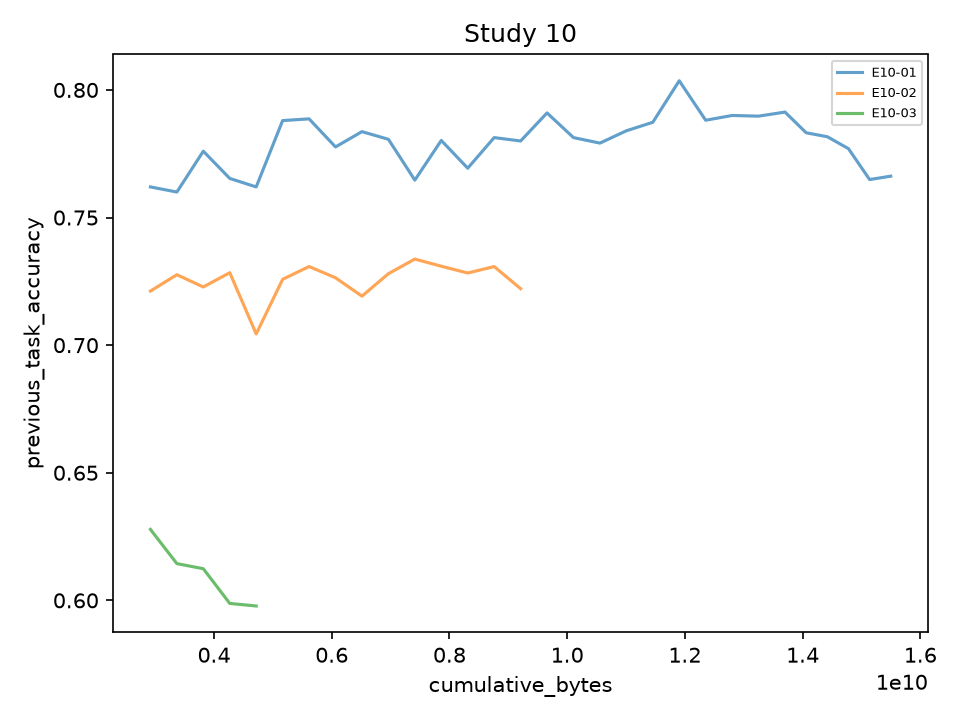 Study 10
E10-01
E10-02
E10-03
0.80
0.75
0.70
0.65
0.60
previous_task_accuracy
0.4 0.6 0.8 1.0 1.2 1.4 1.6
1e10
cumulative_bytes